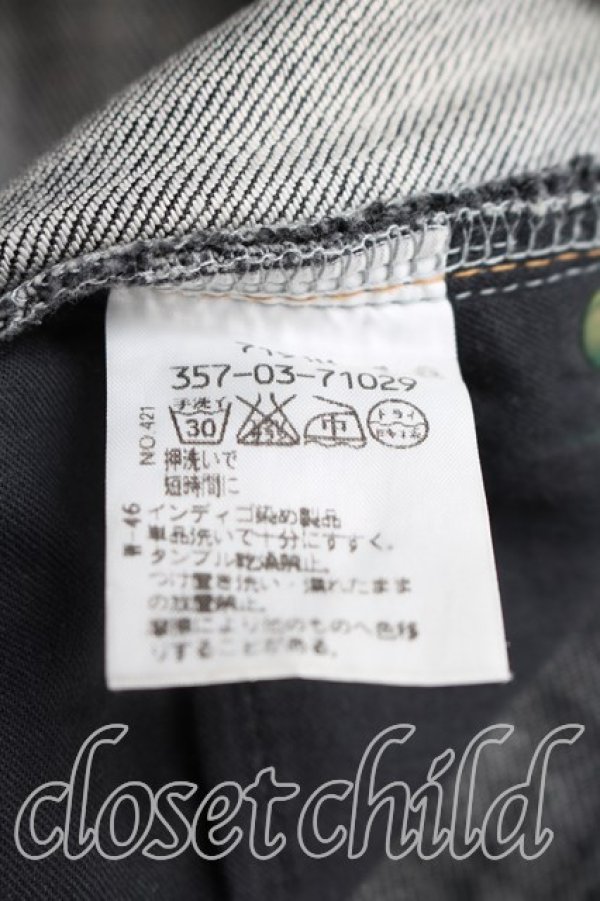 357-03-71029
手洗イ
30
中
ドライ
NO.421
押洗いで
短時間に
W-46
インディゴ染め製品
単品洗いで十分にすすぐ。
タンブル乾燥禁止。
つけ置き洗い・濡れたまま
の放置禁止。
摩擦により他のものへ色移
りすることがある。
closet child